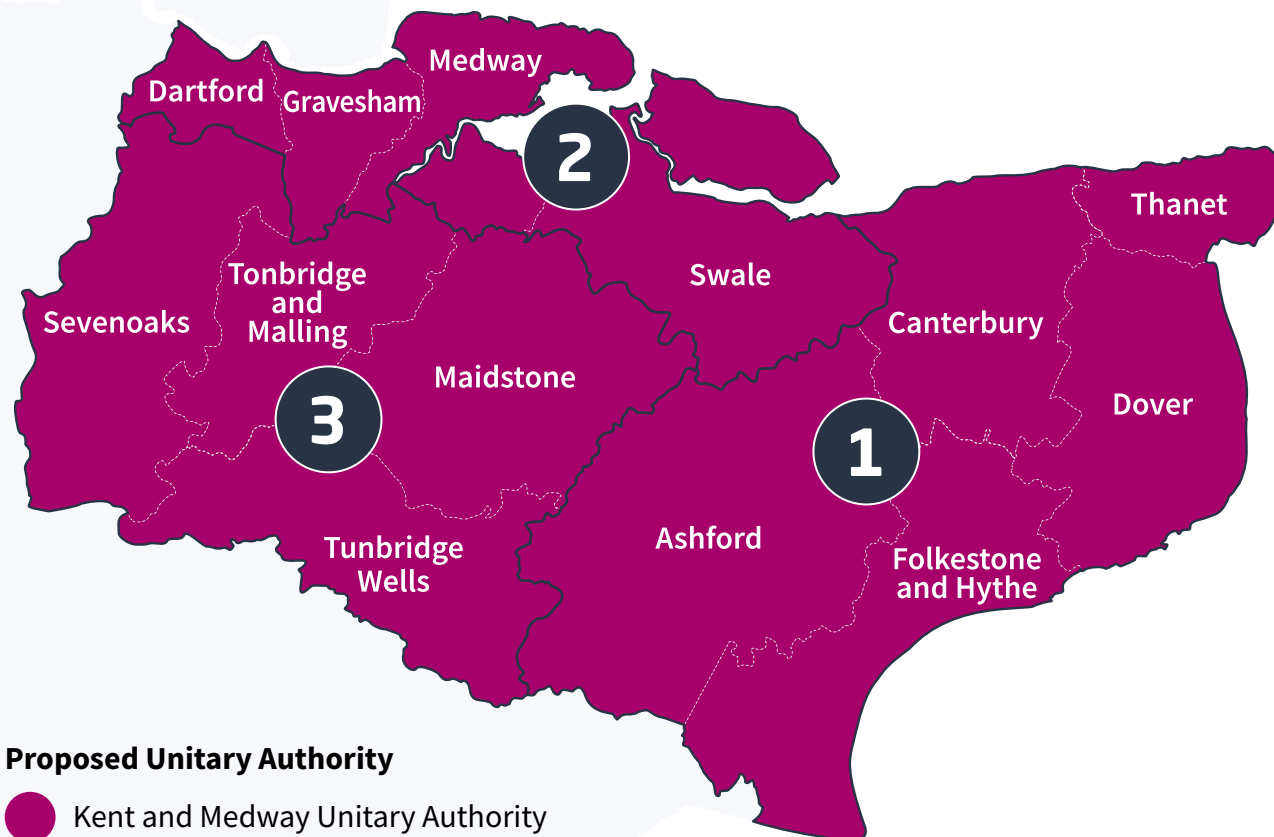 Medway
Dartford
Gravesham
2
Thanet
Swale
Tonbridge
and
Malling
Sevenoaks
Canterbury
Maidstone
Dover
3
1
Ashford
Tunbridge
Wells
Folkestone
and Hythe
Proposed Unitary Authority
Kent and Medway Unitary Authority